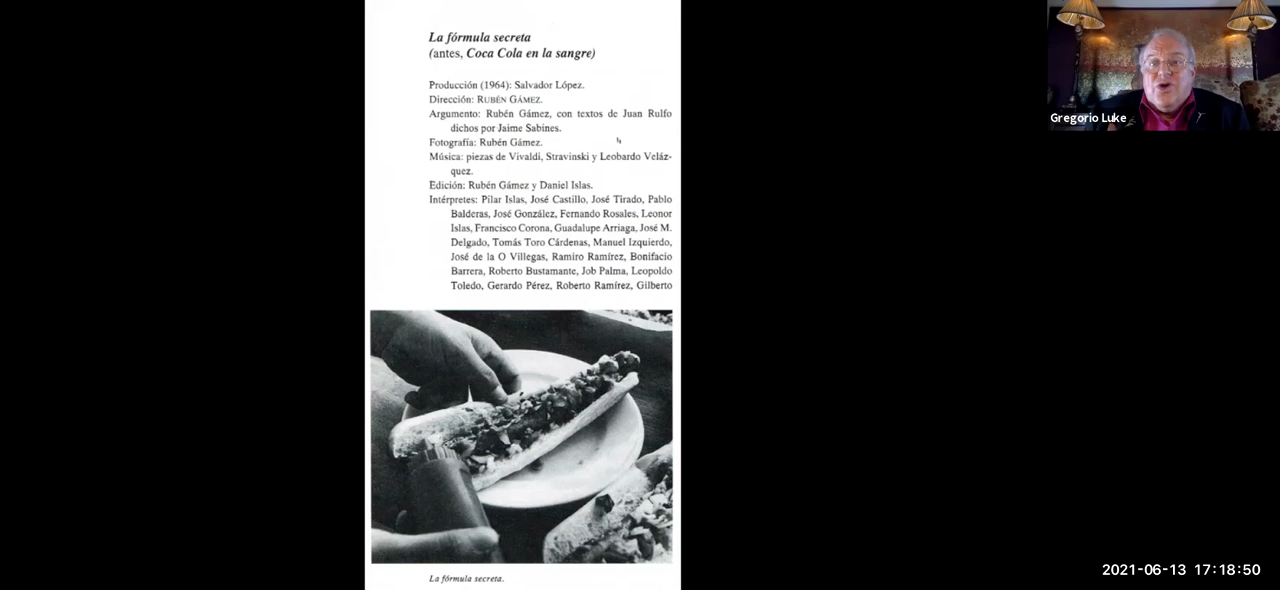 La fórmula secreta
(antes, Coca Cola en la sangre)
Producción (1964): Salvador López.
Dirección: RUBÉN GÁMEZ.
Argumento: Rubén Gámez, con textos de Juan Rulfo
dichos por Jaime Sabines.
Fotografía: Rubén Gámez.
Música: piezas de Vivaldi, Stravinski y Leobardo Veláz-
quez.
Edición: Rubén Gámez y Daniel Islas.
Intérpretes: Pilar Islas, José Castillo, José Tirado, Pablo
Balderas, José González, Fernando Rosales, Leonor
Islas, Francisco Corona, Guadalupe Arriaga, José M.
Delgado, Tomás Toro Cárdenas, Manuel Izquierdo,
José de la O Villegas, Ramiro Ramírez, Bonifacio
Barrera, Roberto Bustamante, Job Palma, Leopoldo
Toledo, Gerardo Pérez, Roberto Ramírez, Gilberto
La fórmula secreta.
Gregorio Luke
2021-06-13 17:18:50